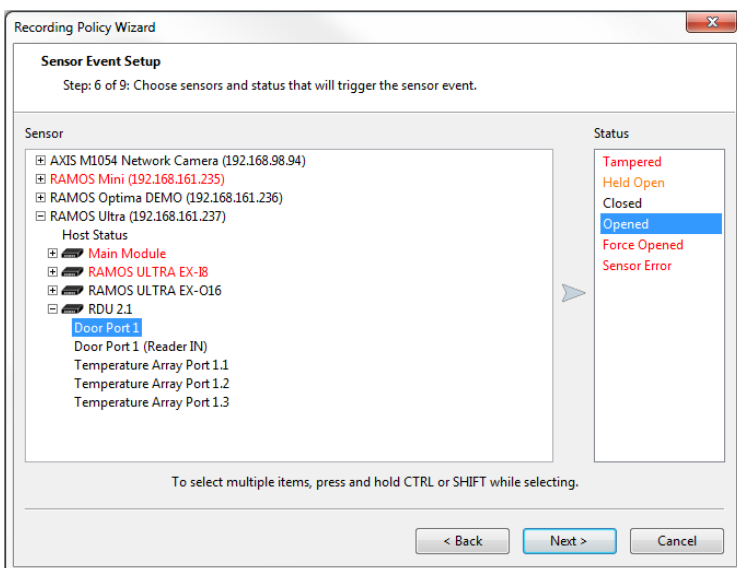 Recording Policy Wizard
Sensor Event Setup
Step: 6 of 9: Choose sensors and status that will trigger the sensor event.
Sensor
AXIS M1054 Network Camera (192.168.98.94)
RAMOS Mini (192.168.161.235)
RAMOS Optima DEMO (192.168.161.236)
RAMOS Ultra (192.168.161.237)
Host Status
Main Module
RAMOS ULTRA EX-I8
RAMOS ULTRA EX-O16
RDU 2.1
Door Port 1
Door Port 1 (Reader IN)
Temperature Array Port 1.1
Temperature Array Port 1.2
Temperature Array Port 1.3
Status
Tampered
Held Open
Closed
Opened
Force Opened
Sensor Error
To select multiple items, press and hold CTRL or SHIFT while selecting.
< Back
Next >
Cancel